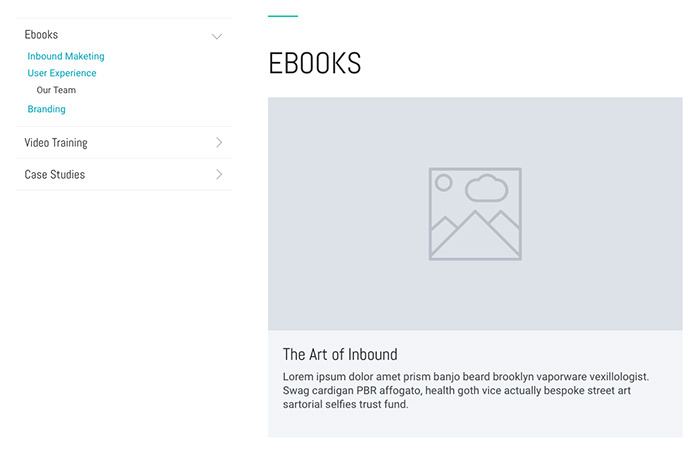 Ebooks
Inbound Maketing
User Experience
Our Team
Branding
Video Training
Case Studies
EBOOKS
The Art of Inbound
Lorem ipsum dolor amet prism banjo beard brooklyn vaporware vexillologist.
Swag cardigan PBR affogato, health goth vice actually bespoke street art
sartorial selfies trust fund.